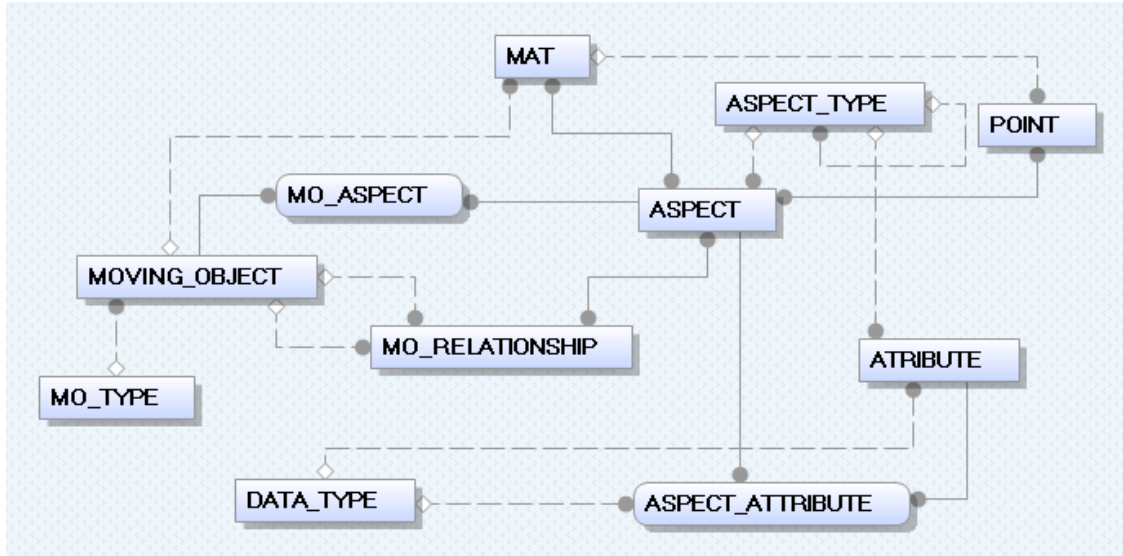 MAT
ASPECT_TYPE
POINT
MO_ASPECT
ASPECT
MOVING_OBJECT
MO_RELATIONSHIP
ATRIBUTE
MO_TYPE
DATA_TYPE
ASPECT_ATTRIBUTE